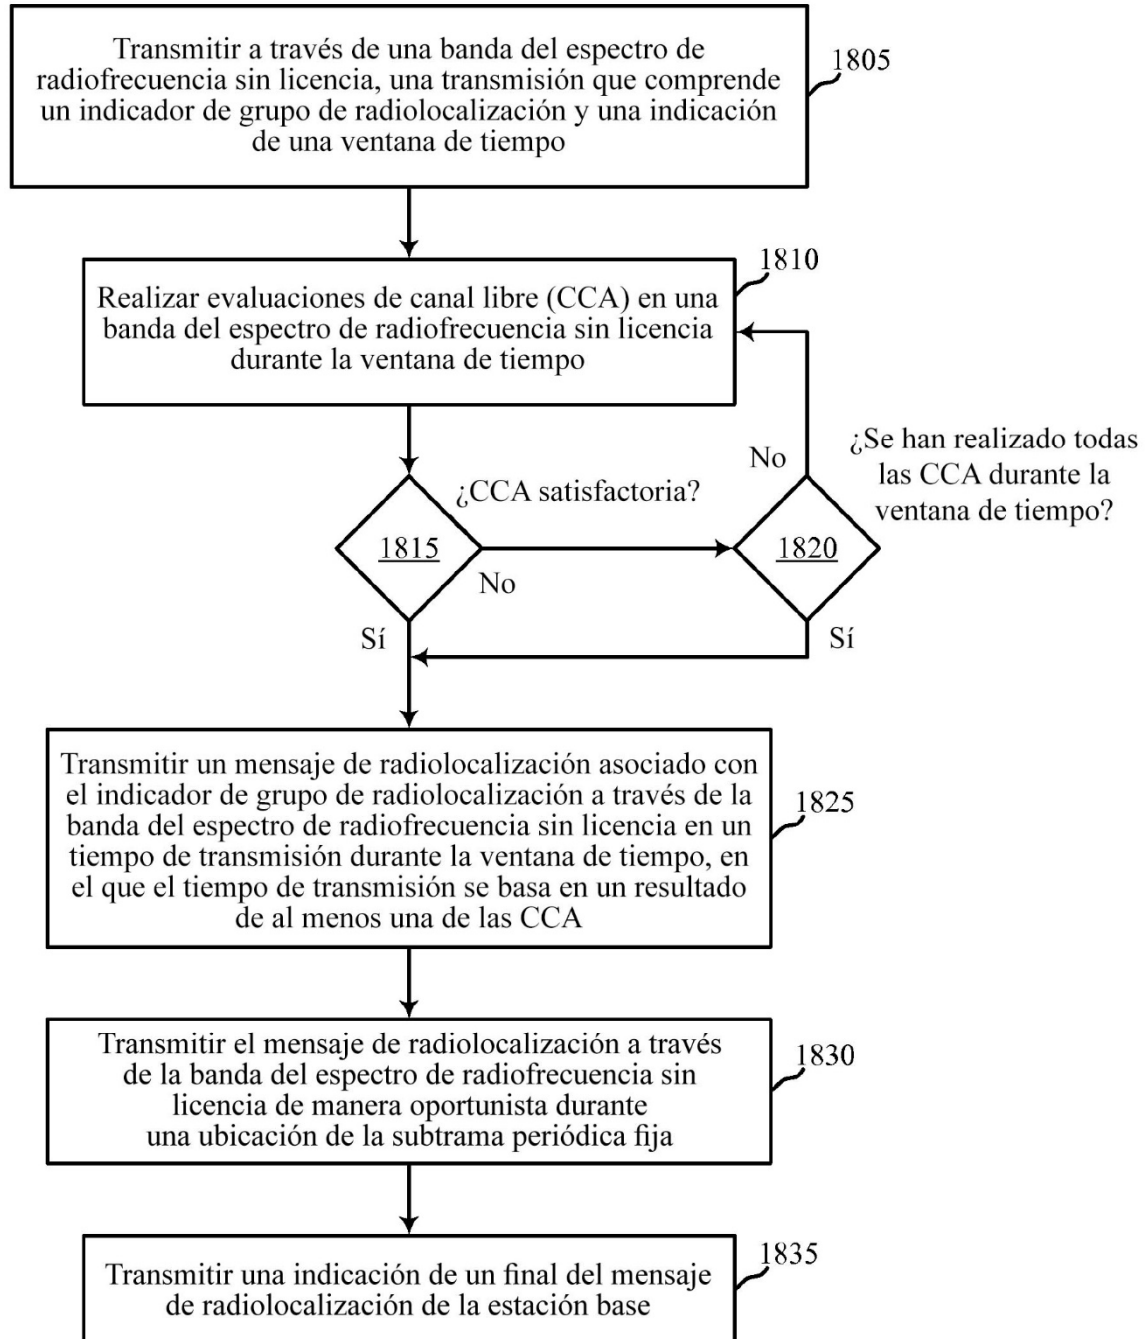 Transmitir a través de una banda del espectro de
radiofrecuencia sin licencia, una transmisión que comprende
un indicador de grupo de radiolocalización y una indicación
de una ventana de tiempo
1805
1810
Realizar evaluaciones de canal libre (CCA) en una
banda del espectro de radiofrecuencia sin licencia
durante la ventana de tiempo
¿Se han realizado todas
las CCA durante la
ventana de tiempo?
No
¿CCA satisfactoria?
1815
1820
No
Sí
Sí
Transmitir un mensaje de radiolocalización asociado con
el indicador de grupo de radiolocalización a través de la
banda del espectro de radiofrecuencia sin licencia en un
tiempo de transmisión durante la ventana de tiempo, en
el que el tiempo de transmisión se basa en un resultado
de al menos una de las CCA
1825
Transmitir el mensaje de radiolocalización a través
de la banda del espectro de radiofrecuencia sin
licencia de manera oportunista durante
una ubicación de la subtrama periódica fija
1830
Transmitir una indicación de un final del mensaje
de radiolocalización de la estación base
1835